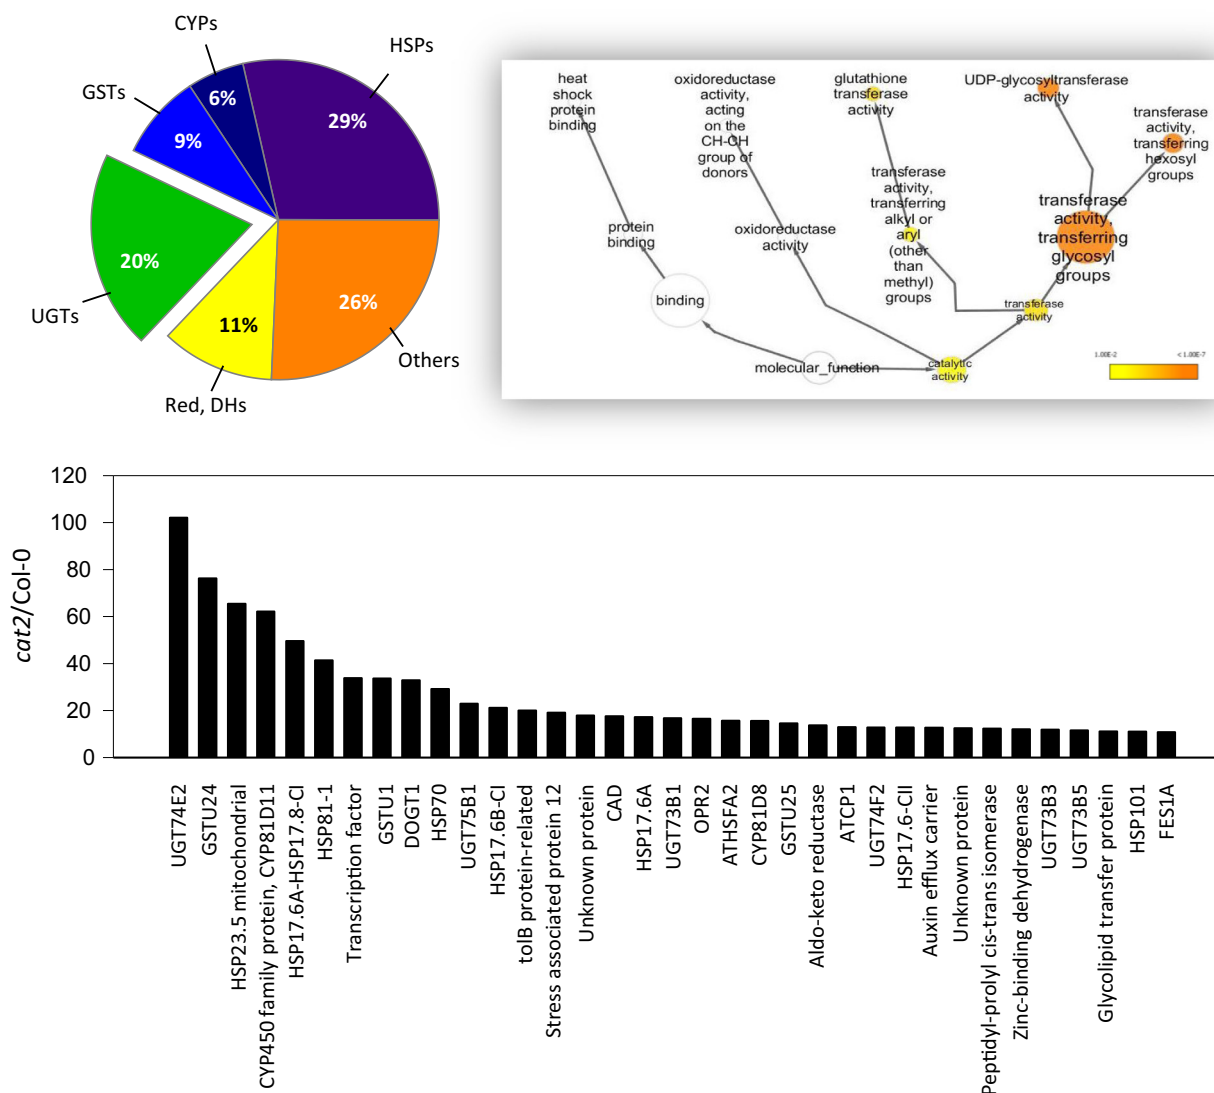 CYPs
HSPs
GSTs
6%
29%
9%
20%
UGTs
11%
26%
Others
Red, DHs
heat
shock
protein
binding
oxidoreductase
activity,
acting
on the
CH-CH
group of
donors
glutathione
transferase
activity
UDP-glycosyltransferase
activity
transferase
activity,
transferring
hexosyl
groups
transferase
activity,
transferring
alkyl or
aryl
(other
than
methyl)
groups
transferase
activity,
transferring
glycosyl
groups
protein
binding
oxidoreductase
activity
binding
transferase
activity
molecular_function
catalytic
activity
1.00E-2
< 1.00E-7
cat2/Col-0
120
100
80
60
40
20
0
UGT74E2
GSTU24
HSP23.5 mitochondrial
CYP450 family protein, CYP81D11
HSP17.6A-HSP17.8-CI
HSP81-1
Transcription factor
GSTU1
DOGT1
HSP70
UGT75B1
HSP17.6B-CI
tolB protein-related
Stress associated protein 12
Unknown protein
CAD
HSP17.6A
UGT73B1
OPR2
ATHSFA2
CYP81D8
GSTU25
Aldo-keto reductase
ATCP1
UGT74F2
HSP17.6-CII
Auxin efflux carrier
Unknown protein
Peptidyl-prolyl cis-trans isomerase
Zinc-binding dehydrogenase
UGT73B3
UGT73B5
Glycolipid transfer protein
HSP101
FES1A